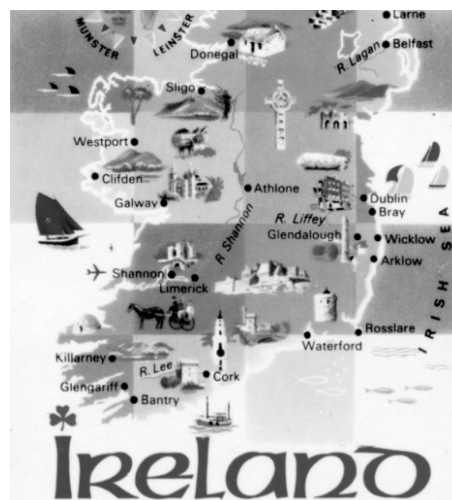 MUNSTER
LEINSTER
Larne
Donegal
Belfast
R. Lagan
Sligo
Westport
Clifden
Athlone
Galway
Dublin
Bray
R. Liffey
R Shannon
Glendalough
Wicklow
Arklow
Shannon
Limerick
IRISH SEA
Rosslare
Waterford
Killarney
R. Lee
Cork
Glengariff
Bantry
IRELAND